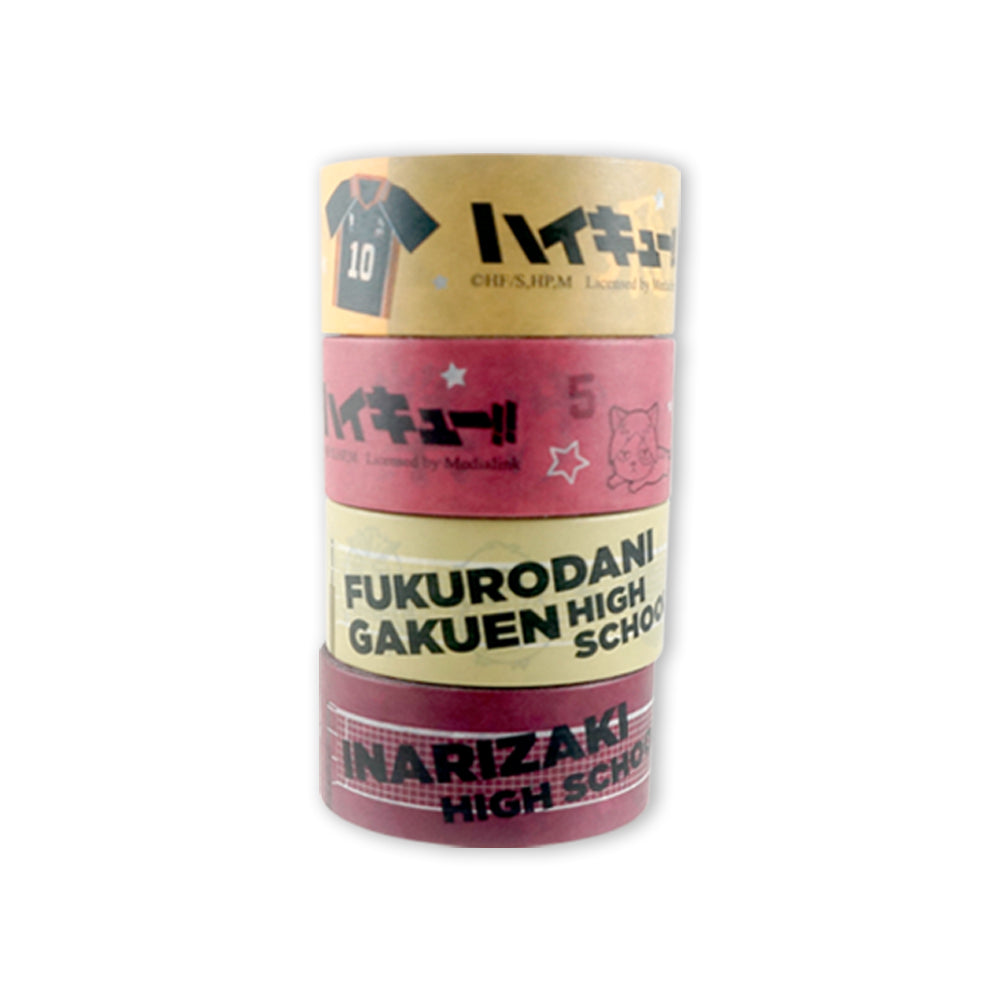 10
ハイキュー!!
©HF/S,HP,M Licensed by
ハイキュー!!
Licensed by Medialink
5
FUKURODANI
GAKUEN HIGH
SCHOO
INARIZAKI
HIGH SCHOO